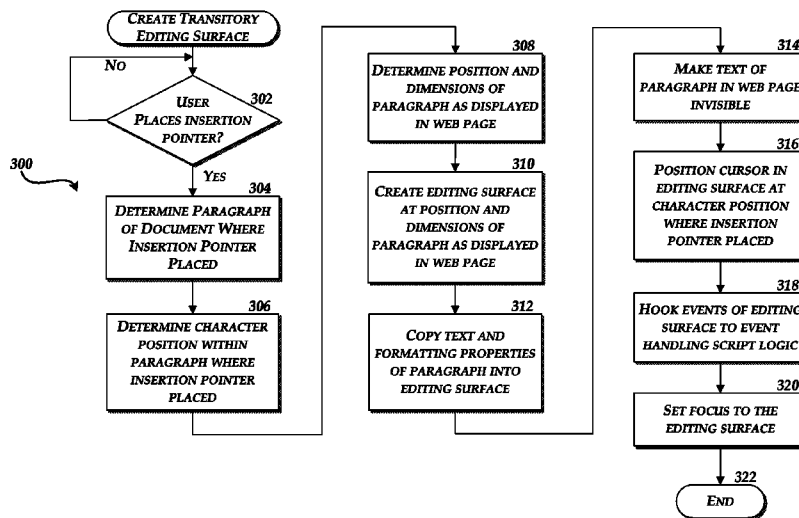 CREATE TRANSITORY
EDITING SURFACE
NO
302
USER
PLACES INSERTION
POINTER?
300
YES
304
DETERMINE PARAGRAPH
OF DOCUMENT WHERE
INSERTION POINTER
PLACED
306
DETERMINE CHARACTER
POSITION WITHIN
PARAGRAPH WHERE
INSERTION POINTER
PLACED
308
DETERMINE POSITION AND
DIMENSIONS OF
PARAGRAPH AS DISPLAYED
IN WEB PAGE
310
CREATE EDITING SURFACE
AT POSITION AND
DIMENSIONS OF
PARAGRAPH AS DISPLAYED
IN WEB PAGE
312
COPY TEXT AND
FORMATTING PROPERTIES
OF PARAGRAPH INTO
EDITING SURFACE
314
MAKE TEXT OF
PARAGRAPH IN WEB PAGE
INVISIBLE
316
POSITION CURSOR IN
EDITING SURFACE AT
CHARACTER POSITION
WHERE INSERTION
POINTER PLACED
318
HOOK EVENTS OF EDITING
SURFACE TO EVENT
HANDLING SCRIPT LOGIC
320
SET FOCUS TO THE
EDITING SURFACE
322
END